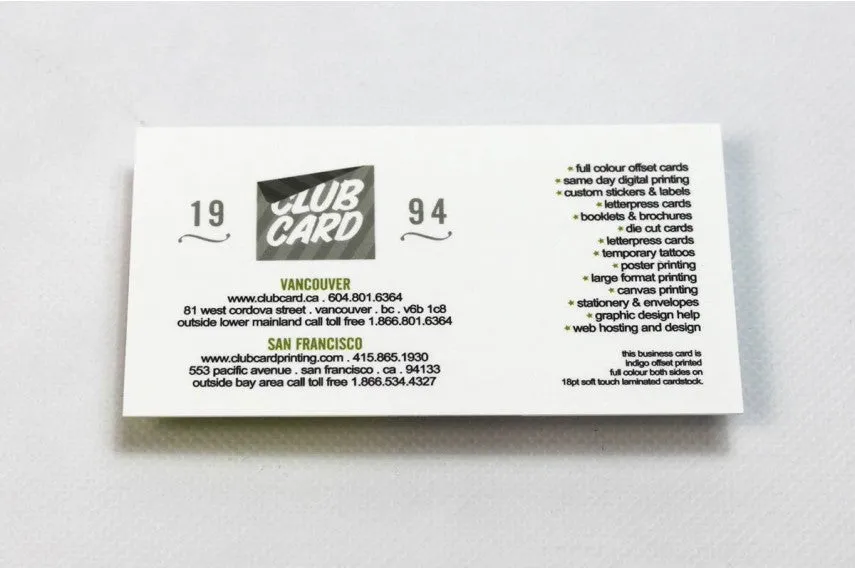 19
CLUB
CARD
94
VANCOUVER
www.clubcard.ca . 604.801.6364
81 west cordova street . vancouver . bc . v6b 1c8
outside lower mainland call toll free 1.866.801.6364
SAN FRANCISCO
www.clubcardprinting.com . 415.865.1930
553 pacific avenue . san francisco . ca . 94133
outside bay area call toll free 1.866.534.4327
* full colour offset cards
* same day digital printing
* custom stickers & labels
* letterpress cards
* booklets & brochures
* die cut cards
* letterpress cards
* temporary tattoos
* poster printing
* large format printing
* canvas printing
* stationery & envelopes
* graphic design help
* web hosting and design
this business card is
indigo offset printed
full colour both sides on
18pt soft touch laminated cardstock.